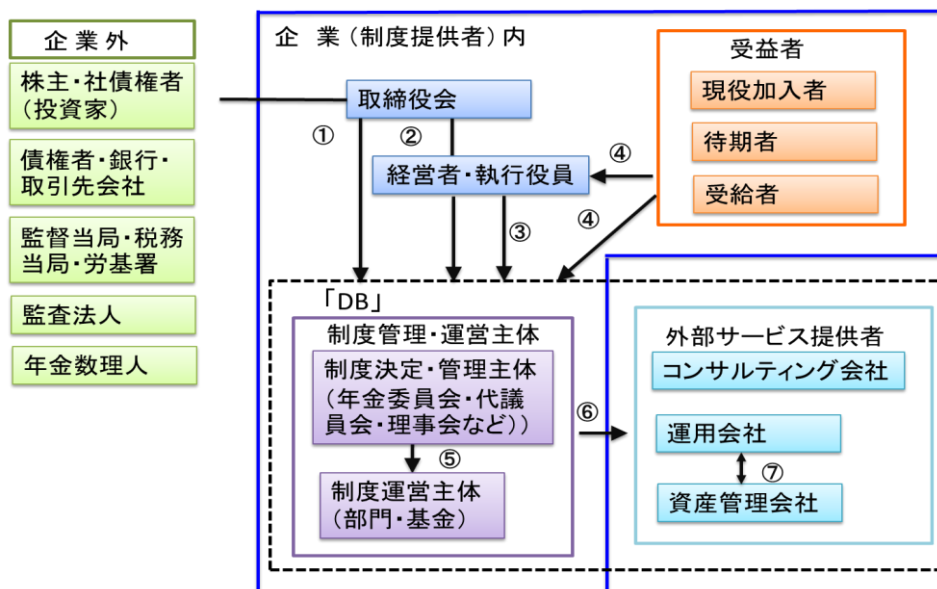 企業外
株主・社債権者
（投資家）
債権者・銀行・
取引先会社
監督当局・税務
当局・労基署
監査法人
年金数理人
企 業（制度提供者）内
取締役会
①
②
経営者・執行役員
③
④
④
受益者
現役加入者
待期者
受給者
「DB」
制度管理・運営主体
制度決定・管理主体
（年金委員会・代議
員会・理事会など））
⑤
制度運営主体
（部門・基金）
⑥
外部サービス提供者
コンサルティング会社
運用会社
⑦
資産管理会社